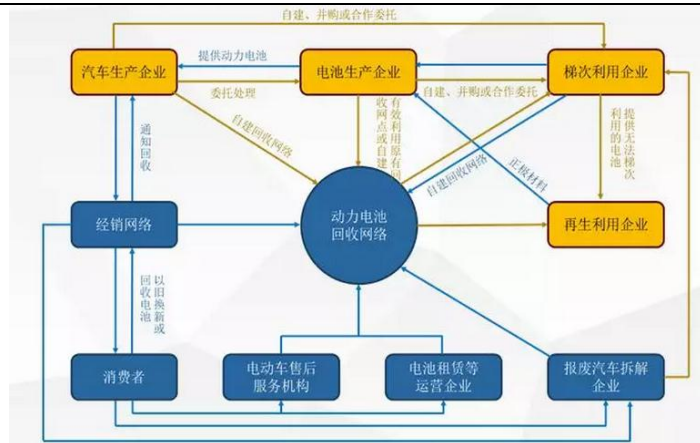 自建、并购或合作委托
汽车生产企业
提供动力电池
电池生产企业
梯次利用企业
委托处理
自建、并购或合作委托
通知回收
自建回收网络
有效利用原有回
收网点或自建
自建回收网络
正极材料
提供无法梯次
利用的电池
经销网络
动力电池
回收网络
再生利用企业
以旧换新或
回收电池
消费者
电动车售后
服务机构
电池租赁等
运营企业
报废汽车拆解
企业